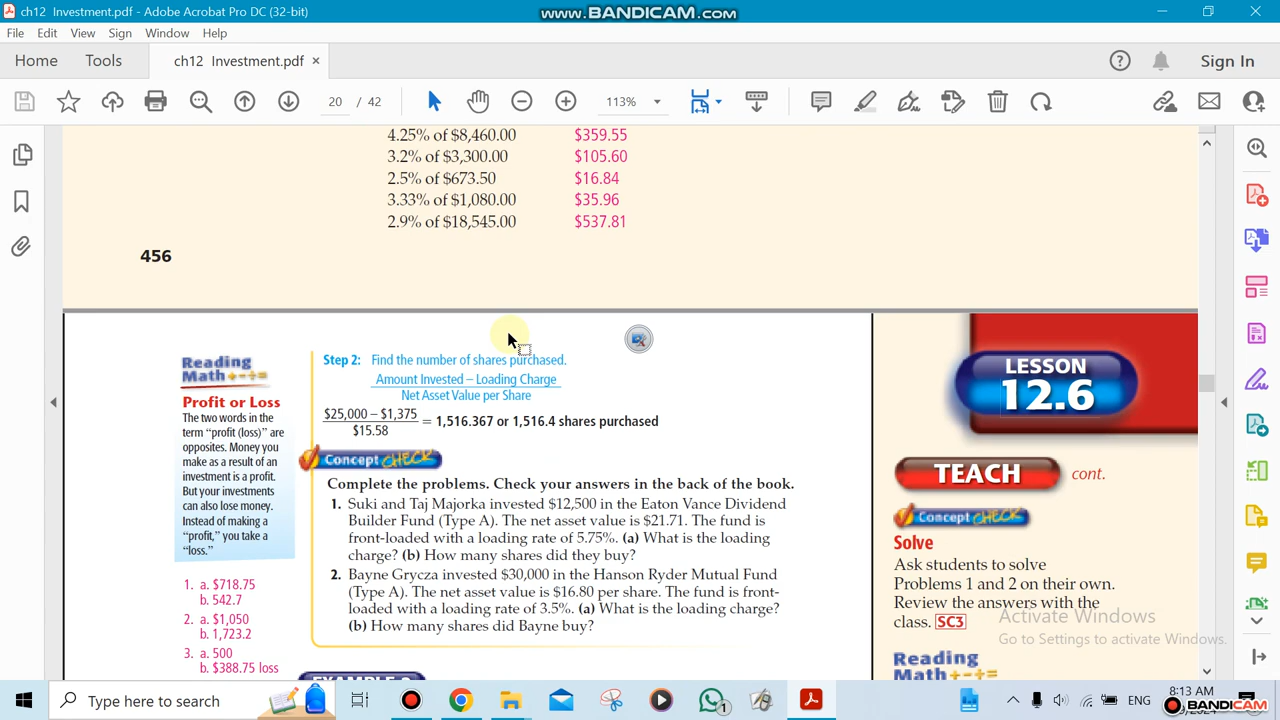 ch12 Investment.pdf - Adobe Acrobat Pro DC (32-bit)
www.BANDICAM.com
File Edit View Sign Window Help
Home Tools ch12 Investment.pdf × Sign In
20 / 42 113%
4.25% of $8,460.00 $359.55
3.2% of $3,300.00 $105.60
2.5% of $673.50 $16.84
3.33% of $1,080.00 $35.96
2.9% of $18,545.00 $537.81
456
Reading
Math + - ÷ =
Profit or Loss
The two words in the
term “profit (loss)” are
opposites. Money you
make as a result of an
investment is a profit.
But your investments
can also lose money.
Instead of making a
“profit,” you take a
“loss.”
1. a. $718.75
b. 542.7
2. a. $1,050
b. 1,723.2
3. a. 500
b. $388.75 loss
Step 2: Find the number of shares purchased.
Amount Invested – Loading Charge
Net Asset Value per Share
$25,000 – $1,375
$15.58
= 1,516.367 or 1,516.4 shares purchased
Concept CHECK
Complete the problems. Check your answers in the back of the book.
1. Suki and Taj Majorka invested $12,500 in the Eaton Vance Dividend
Builder Fund (Type A). The net asset value is $21.71. The fund is
front-loaded with a loading rate of 5.75%. (a) What is the loading
charge? (b) How many shares did they buy?
2. Bayne Grycza invested $30,000 in the Hanson Ryder Mutual Fund
(Type A). The net asset value is $16.80 per share. The fund is front-
loaded with a loading rate of 3.5%. (a) What is the loading charge?
(b) How many shares did Bayne buy?
LESSON
12.6
TEACH cont.
Concept CHECK
Solve
Ask students to solve
Problems 1 and 2 on their own.
Review the answers with the
class. SC3
Reading
Math + - ÷ =
Activate Windows
Go to Settings to activate Windows.
Type here to search
1
ENG
8:13 AM
BANDICAM